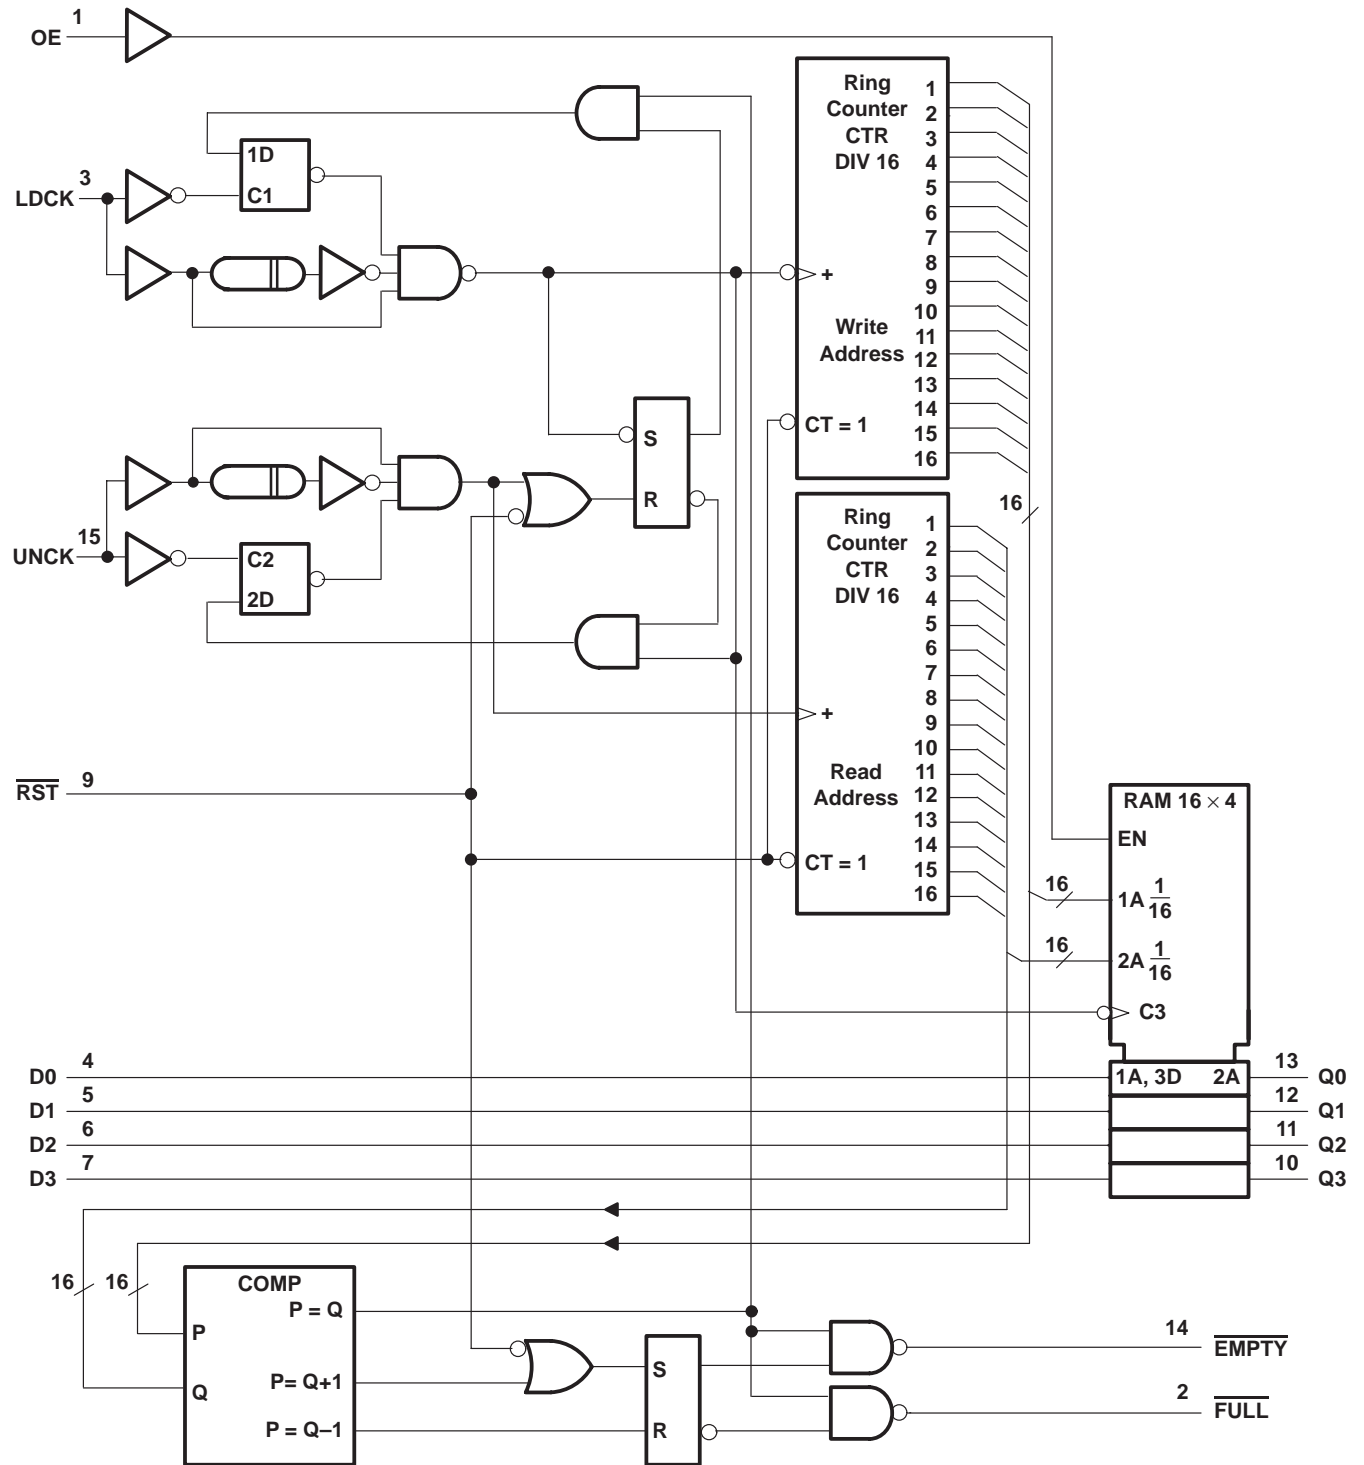 1
OE
Ring
Counter
CTR
DIV 16
1
2
3
4
5
6
7
8
9
10
11
12
13
14
15
16
+
Write
Address
CT = 1
1D
C1
3
LDCK
S
R
16
15
UNCK
C2
2D
Ring
Counter
CTR
DIV 16
1
2
3
4
5
6
7
8
9
10
11
12
13
14
15
16
+
Read
Address
CT = 1
RST
9
RAM 16 × 4
EN
16
1A 1/16
16
2A 1/16
C3
D0
4
1A, 3D 2A
13
Q0
D1
5
12
Q1
D2
6
11
Q2
D3
7
10
Q3
16
16
COMP
P = Q
P
P= Q+1
Q
P = Q–1
S
R
14
EMPTY
2
FULL